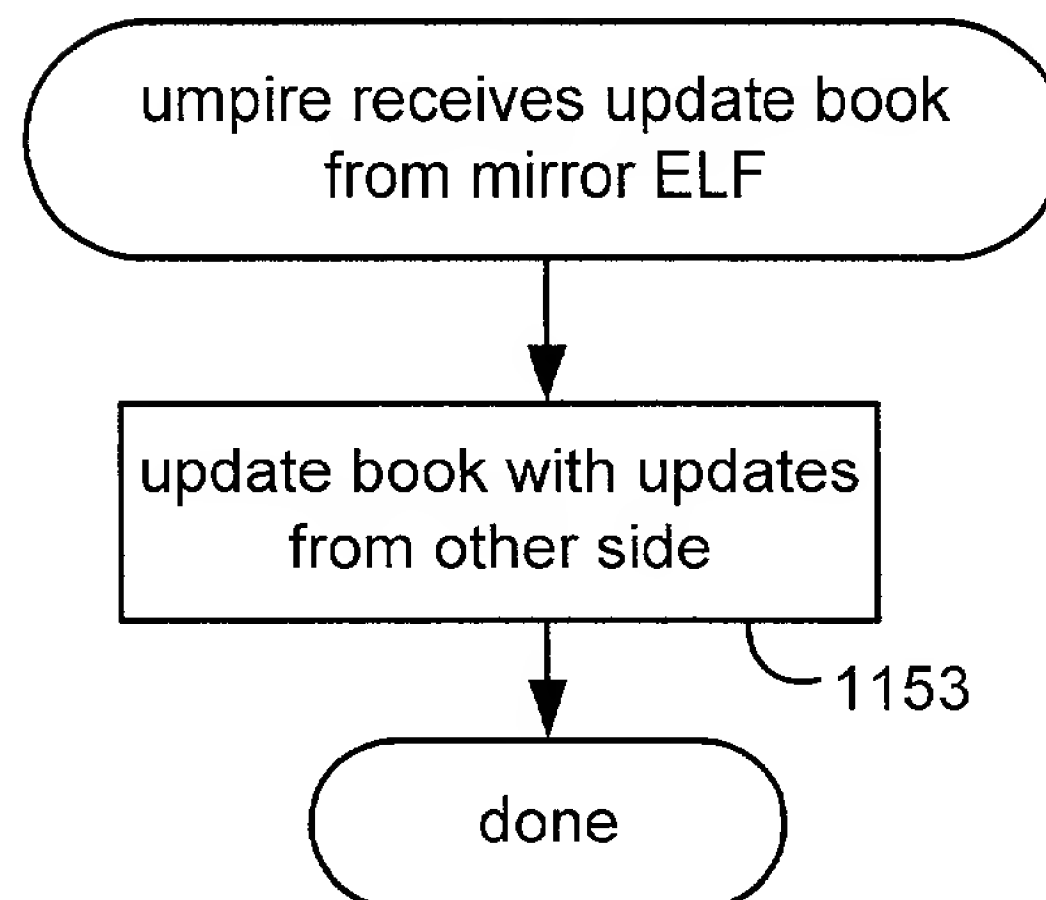 umpire receives update book
from mirror ELF
update book with updates
from other side
1153
done